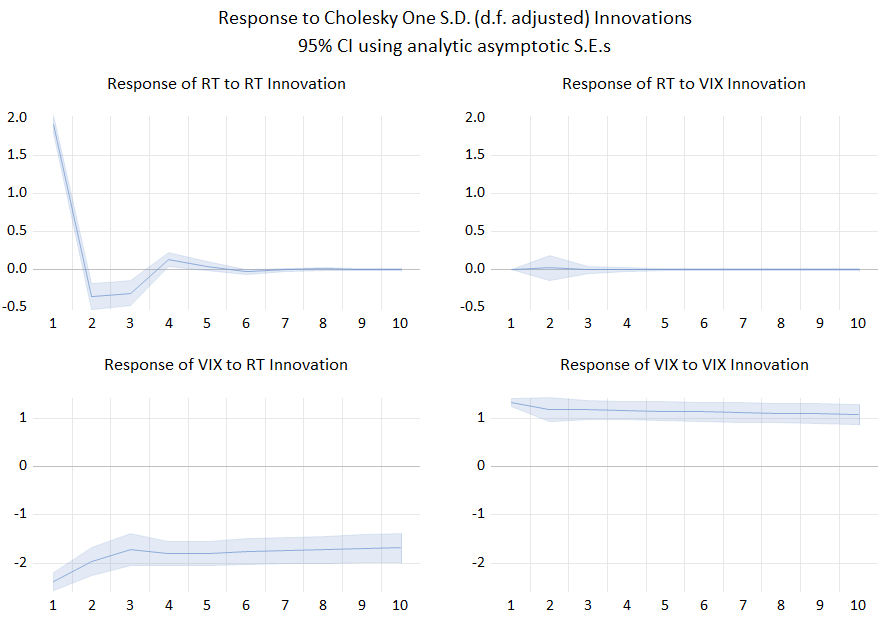 Response to Cholesky One S.D. (d.f. adjusted) Innovations
95% CI using analytic asymptotic S.E.s
Response of RT to RT Innovation
2.0
1.5
1.0
0.5
0.0
-0.5
1 2 3 4 5 6 7 8 9 10
Response of RT to VIX Innovation
2.0
1.5
1.0
0.5
0.0
-0.5
1 2 3 4 5 6 7 8 9 10
Response of VIX to RT Innovation
1
0
-1
-2
1 2 3 4 5 6 7 8 9 10
Response of VIX to VIX Innovation
1
0
-1
-2
1 2 3 4 5 6 7 8 9 10